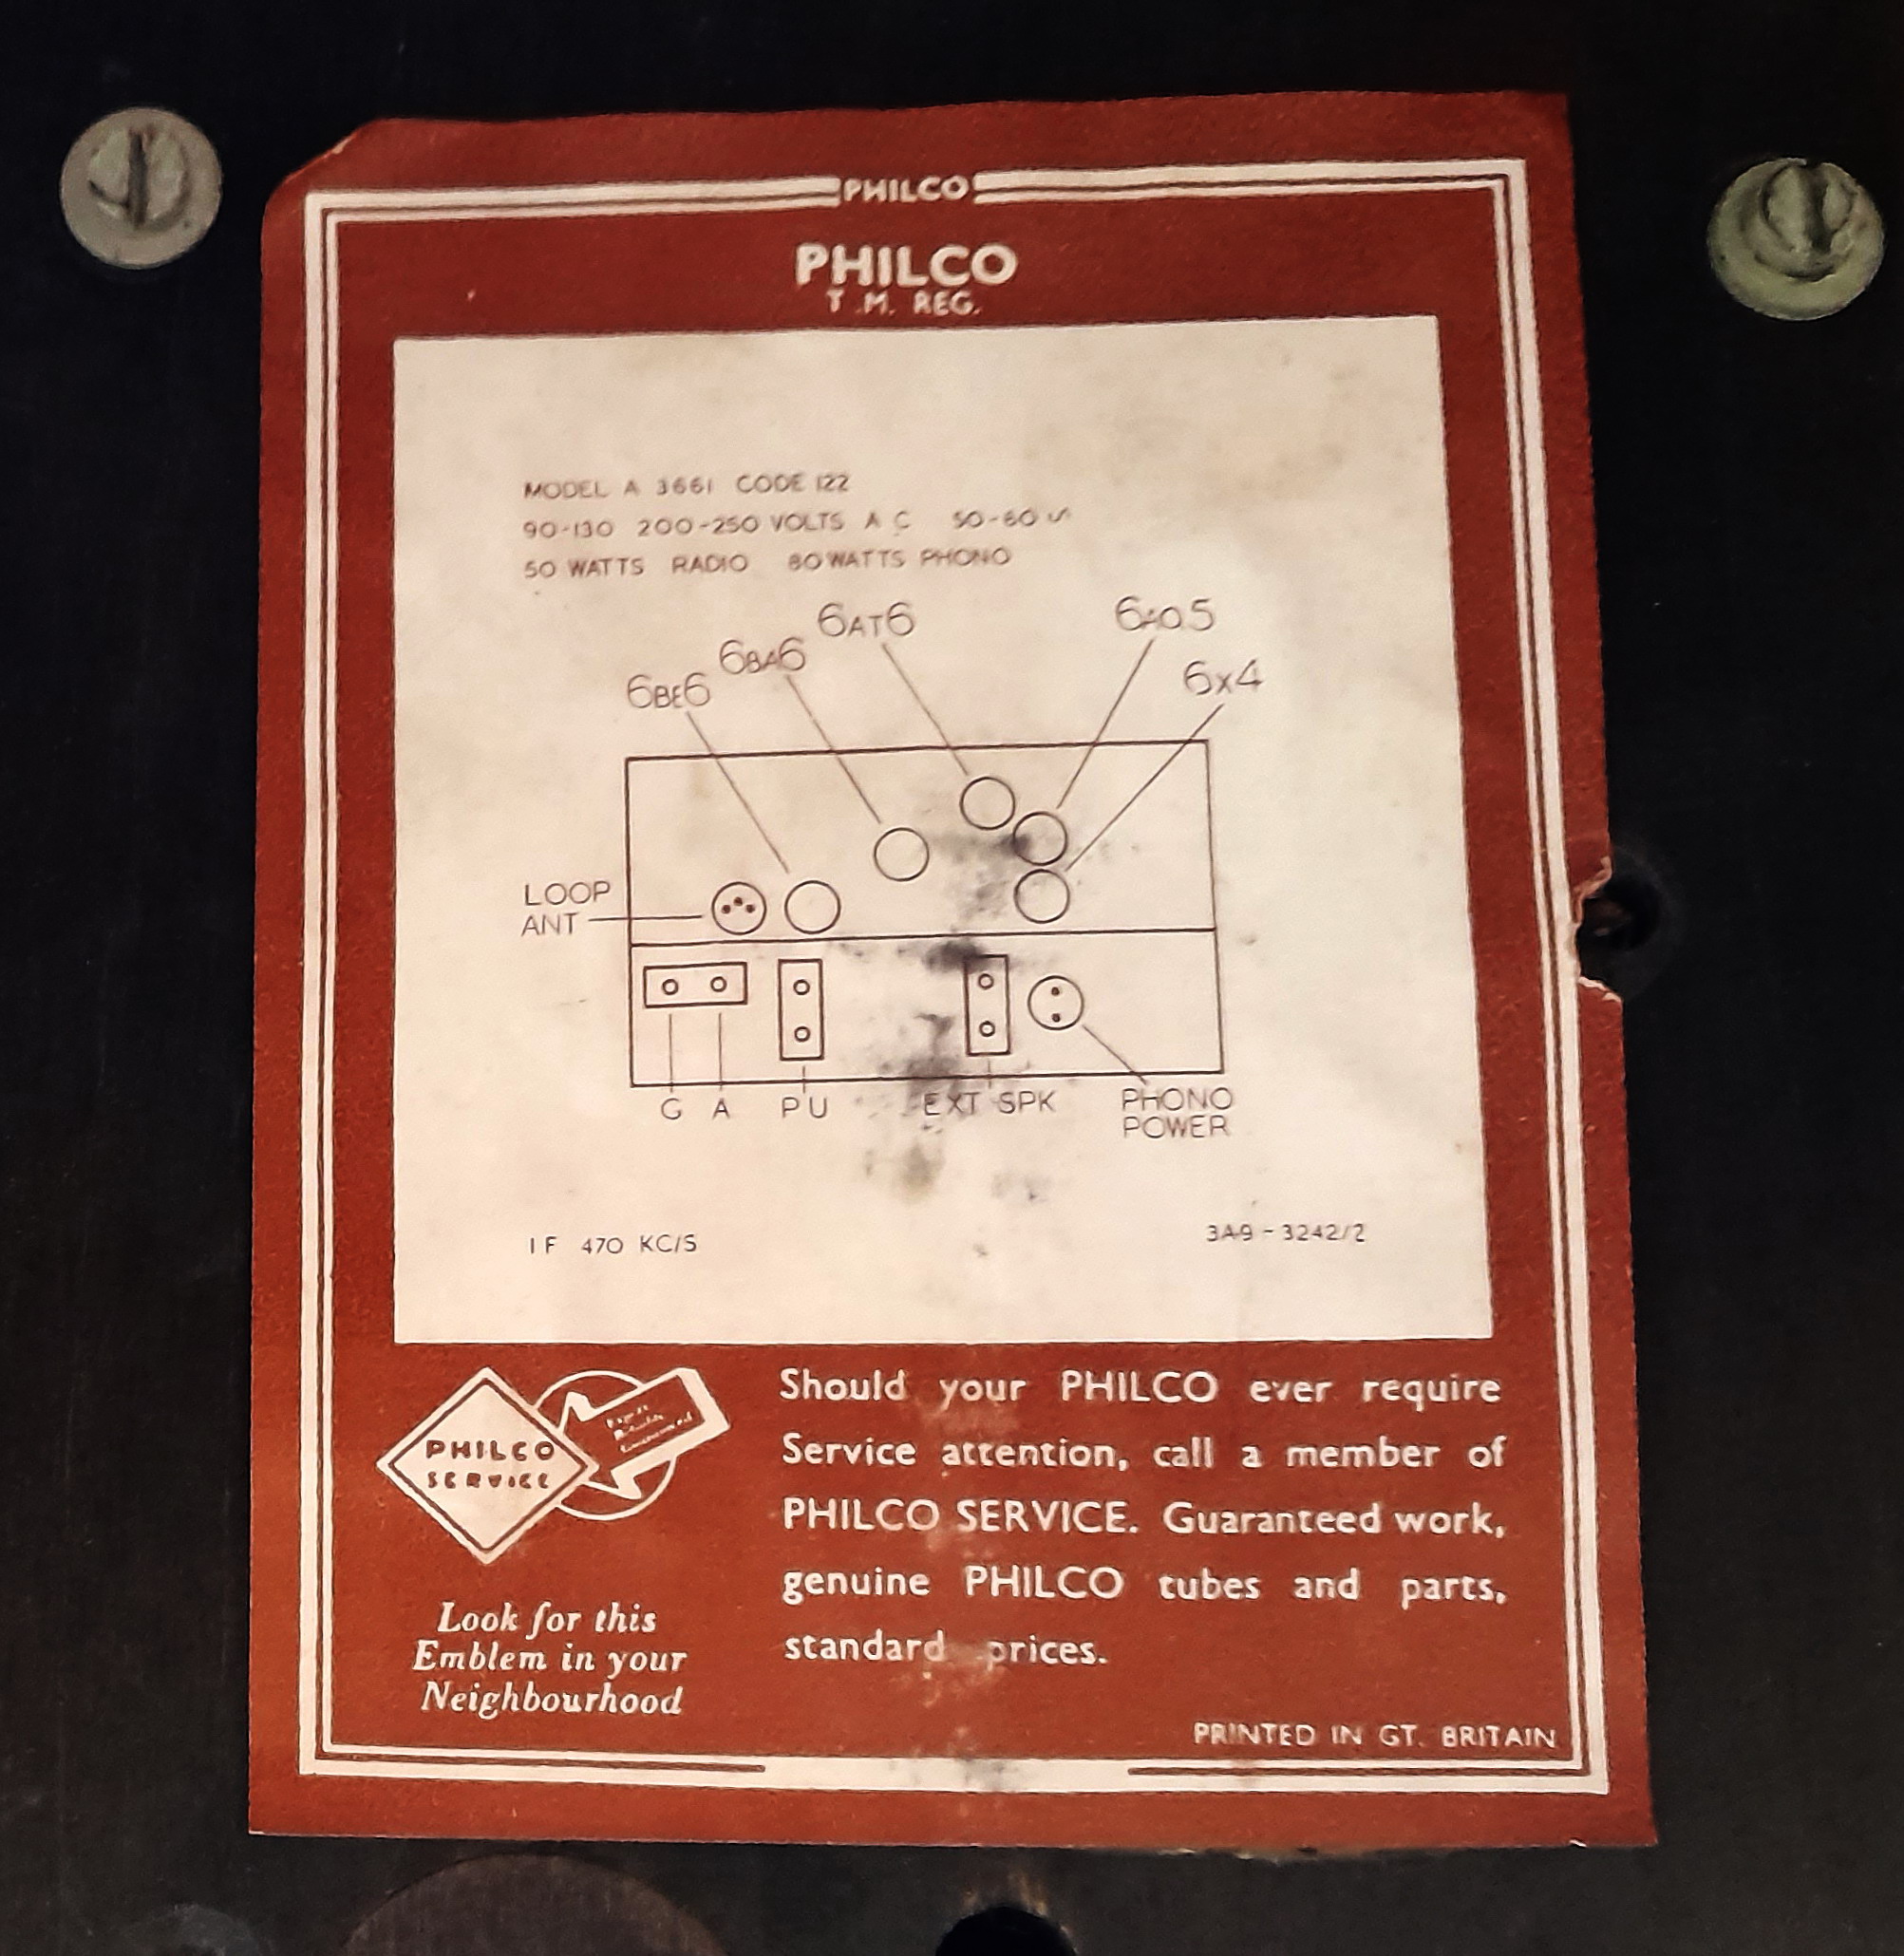 PHILCO
PHILCO
T.M. REG.
MODEL A 3661 CODE 122
90-130 200-250 VOLTS A C 50-60 ∿
50 WATTS RADIO 80 WATTS PHONO
6AT6
6AQ5
6BA6
6BE6
6X4
LOOP
ANT
G A PU EXT SPK PHONO
POWER
IF 470 KC/S
3A9-3242/2
PHILCO
SERVICE
Should your PHILCO ever require
Service attention, call a member of
PHILCO SERVICE. Guaranteed work,
genuine PHILCO tubes and parts,
standard prices.
Look for this
Emblem in your
Neighbourhood
PRINTED IN GT. BRITAIN